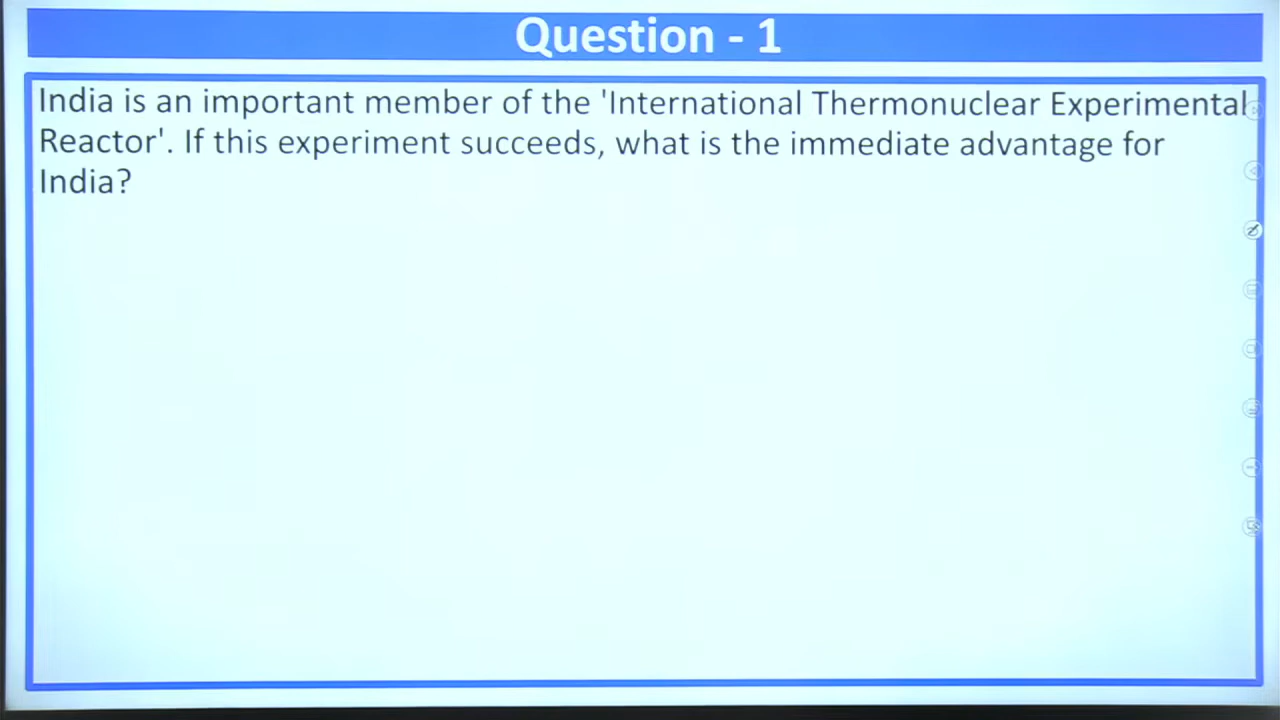 Question - 1
India is an important member of the 'International Thermonuclear Experimental
Reactor'. If this experiment succeeds, what is the immediate advantage for
India?